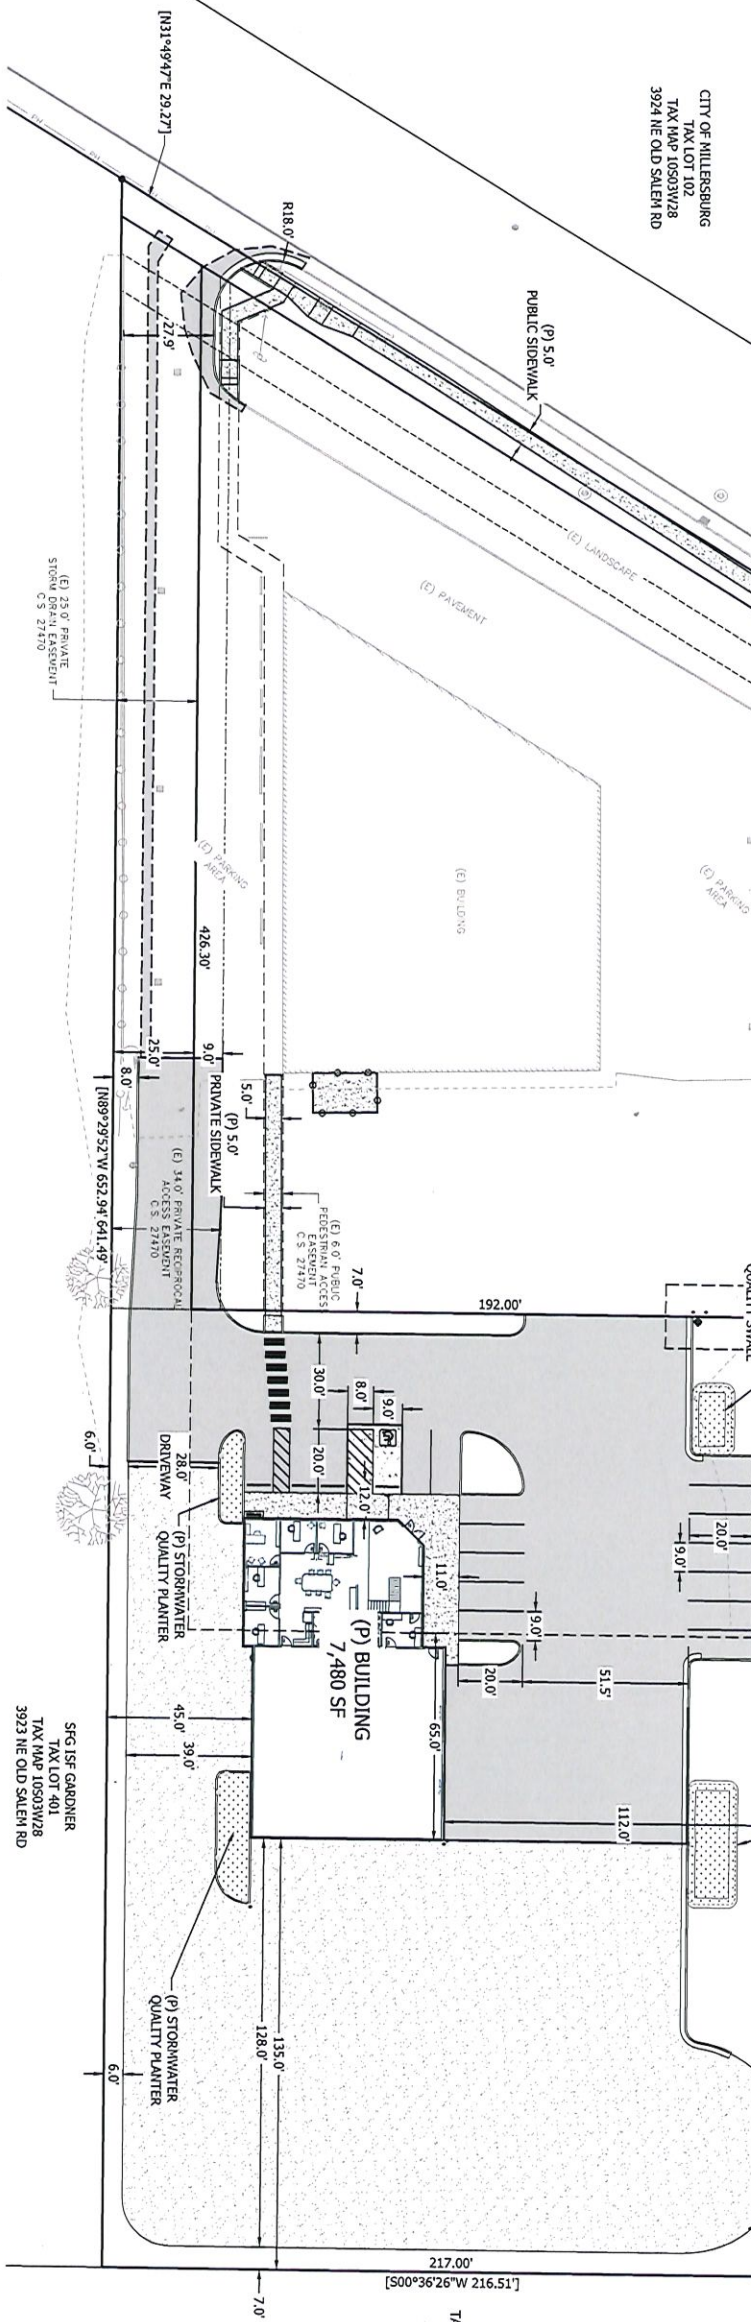 CITY OF MILLERSBURG
TAX LOT 102
TAX MAP 10S03W28
3924 NE OLD SALEM RD
[N31°49'47"E 29.27']
R18.0'
(P) 5.0'
PUBLIC SIDEWALK
27.9'
(E) LANDSCAPE
(E) PAVEMENT
(E) 25.0' PRIVATE
STORM DRAIN EASEMENT
C.S. 27470
(E) PARKING
AREA
(E) BUILDING
(E) PARKING
AREA
426.30'
25.0'
9.0'
8.0'
5.0'
(P) 5.0'
PRIVATE SIDEWALK
[N89°29'52"W 652.94' 641.49'
(E) 34.0' PRIVATE RECIPROCAL
ACCESS EASEMENT
C.S. 27470
(E) 6.0' PUBLIC
PEDESTRIAN ACCESS
EASEMENT
C.S. 27470
7.0'
192.00'
QUALITY SWALE
30.0'
8.0'
9.0'
20.0'
12.0'
6.0'
28.0'
DRIVEWAY
(P) STORMWATER
QUALITY PLANTER
11.0'
9.0'
20.0'
9.0'
20.0'
51.5'
(P) BUILDING
7,480 SF
65.0'
45.0'
39.0'
112.0'
SFG ISF GARDNER
TAX LOT 401
TAX MAP 10S03W28
3923 NE OLD SALEM RD
(P) STORMWATER
QUALITY PLANTER
135.0'
128.0'
6.0'
217.00'
[S00°36'26"W 216.51']
7.0'